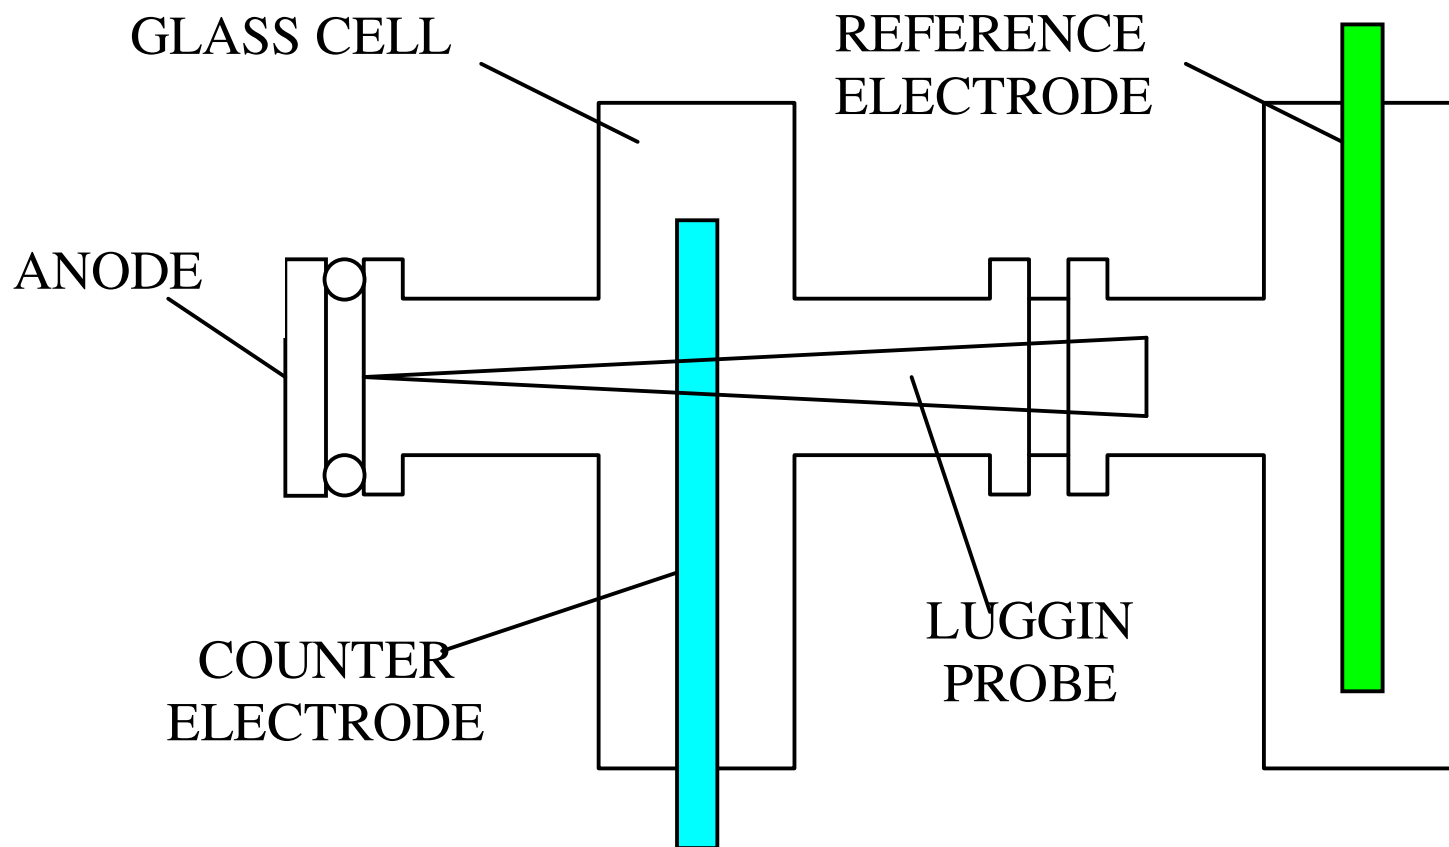 GLASS CELL
REFERENCE
ELECTRODE
ANODE
COUNTER
ELECTRODE
LUGGIN
PROBE